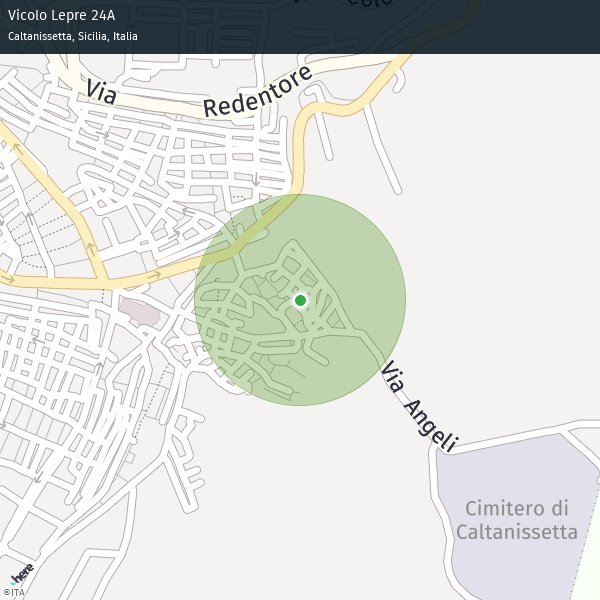 Vicolo Lepre 24A
Caltanissetta, Sicilia, Italia
Via Redentore
Via Angeli
Cimitero di
Caltanissetta
here
©ITA